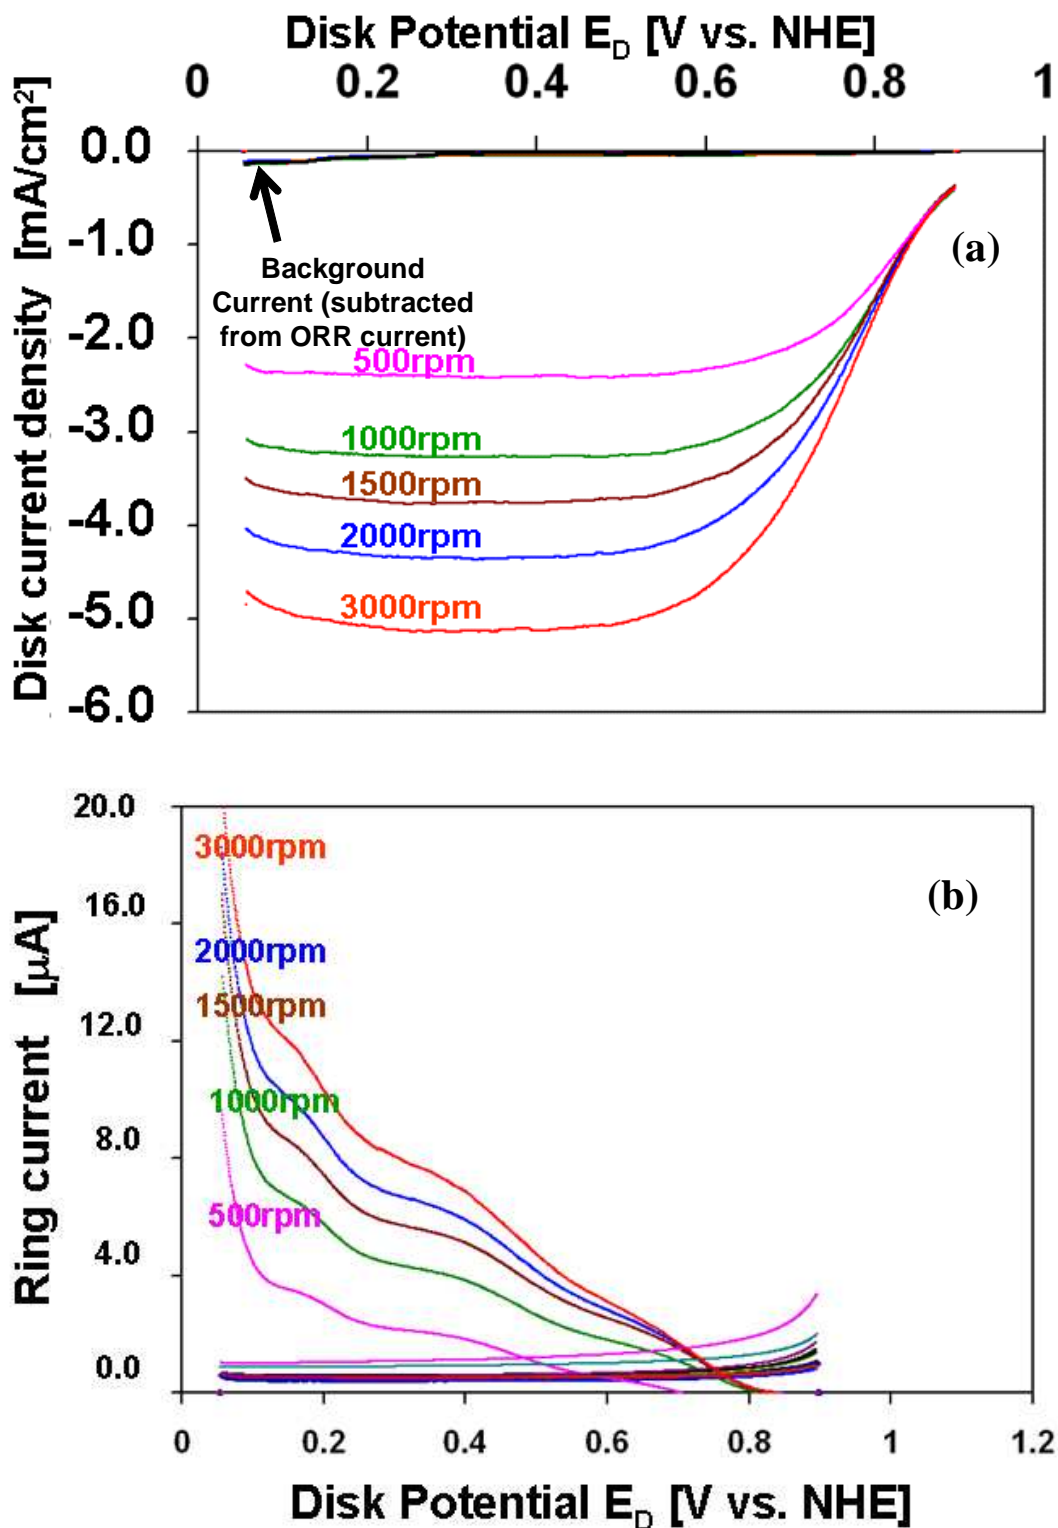 Disk Potential E_D [V vs. NHE]
0 0.2 0.4 0.6 0.8 1
Disk current density [mA/cm²]
0.0
-1.0
-2.0
-3.0
-4.0
-5.0
-6.0
(a)
Background
Current (subtracted
from ORR current)
500rpm
1000rpm
1500rpm
2000rpm
3000rpm
Ring current [μA]
20.0
16.0
12.0
8.0
4.0
0.0
(b)
3000rpm
2000rpm
1500rpm
1000rpm
500rpm
0 0.2 0.4 0.6 0.8 1 1.2
Disk Potential E_D [V vs. NHE]